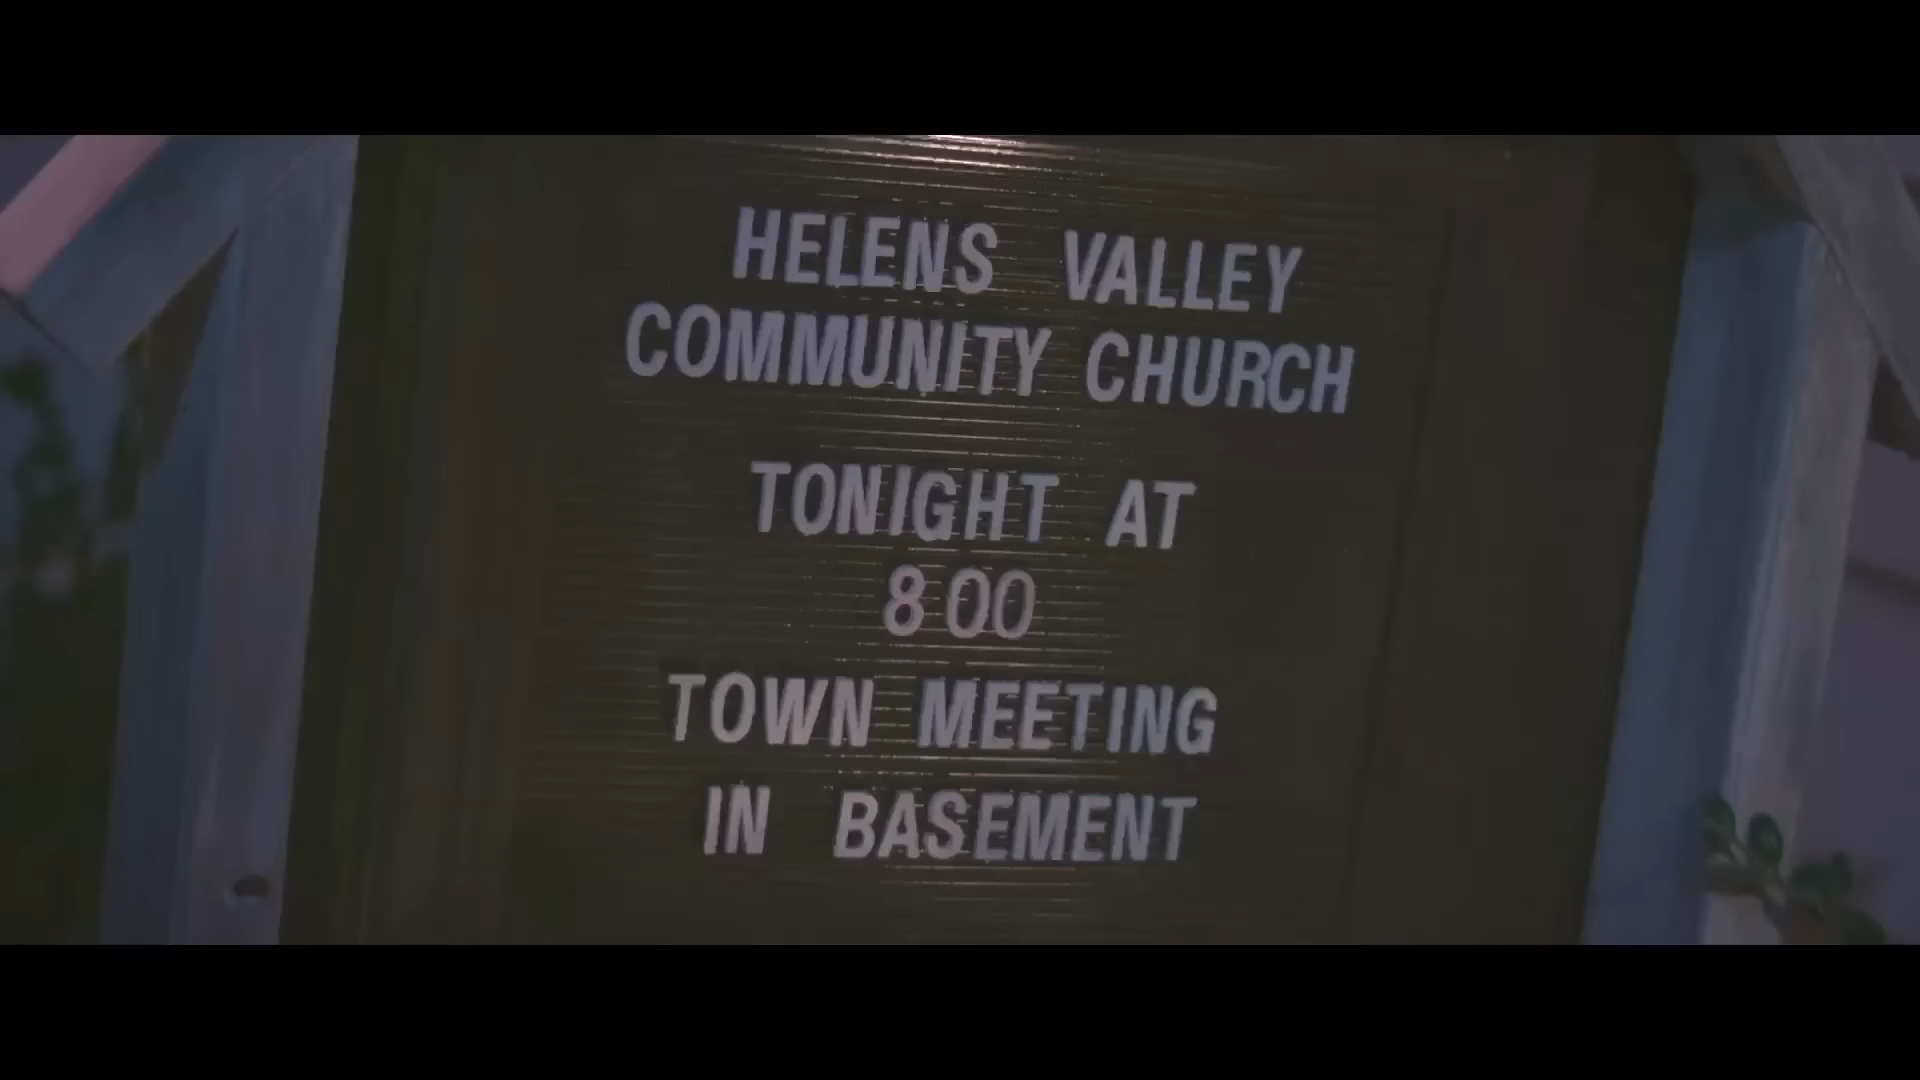 HELENS VALLEY
COMMUNITY CHURCH
TONIGHT AT
8 00
TOWN MEETING
IN BASEMENT